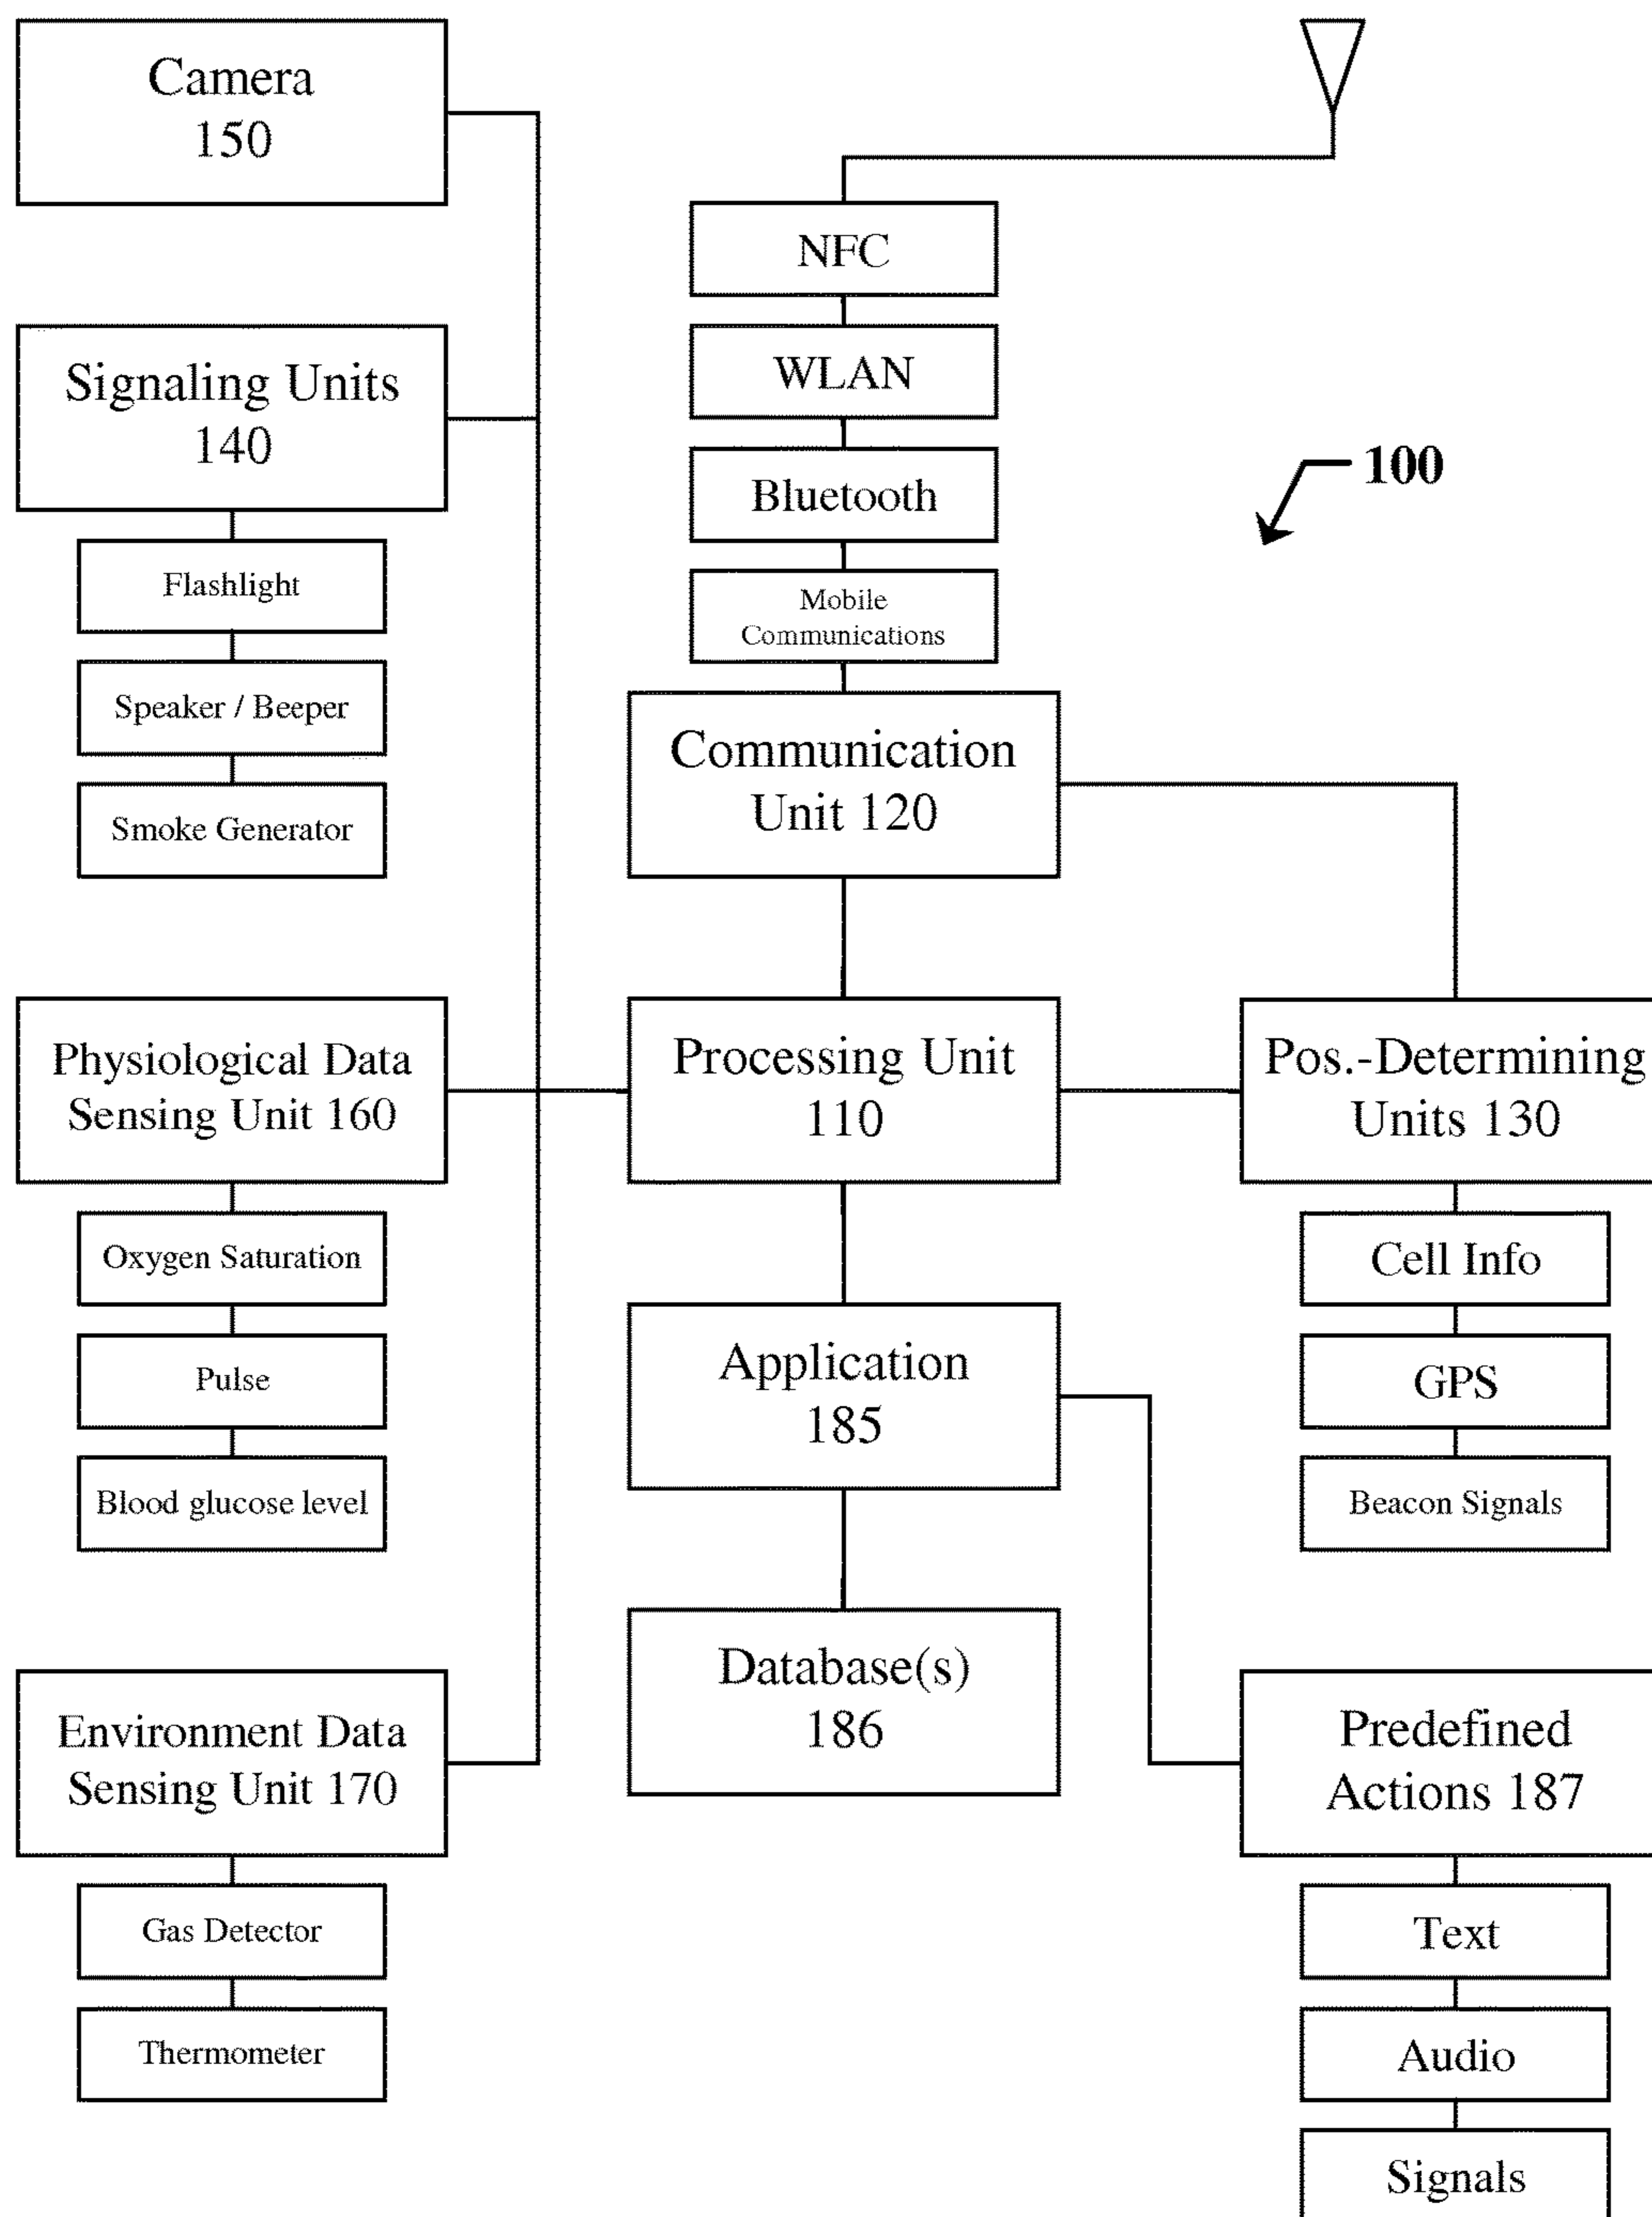 Camera
150
Signaling Units
140
Flashlight
Speaker / Beeper
Smoke Generator
Physiological Data
Sensing Unit 160
Oxygen Saturation
Pulse
Blood glucose level
Environment Data
Sensing Unit 170
Gas Detector
Thermometer
NFC
WLAN
Bluetooth
Mobile
Communications
Communication
Unit 120
Processing Unit
110
Application
185
Database(s)
186
100
Pos.-Determining
Units 130
Cell Info
GPS
Beacon Signals
Predefined
Actions 187
Text
Audio
Signals